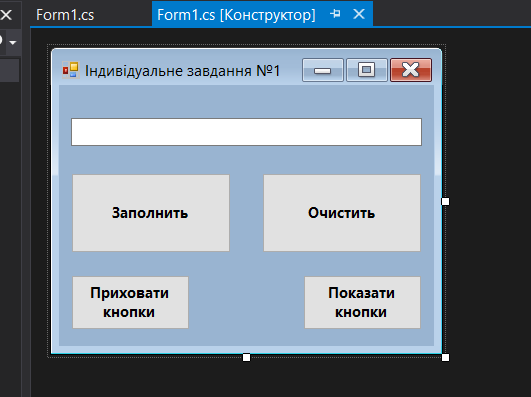 Form1.cs
Form1.cs [Конструктор]
Індивідуальне завдання №1
Заполнить
Очистить
Приховати
кнопки
Показати
кнопки